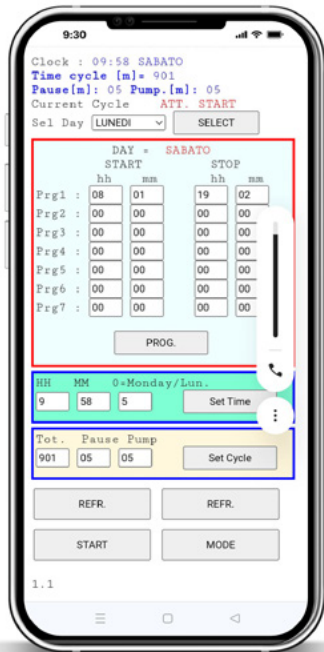 9:30
Clock : 09:58 SABATO
Time cycle [m]= 901
Pause[m]: 05 Pump.[m]: 05
Current Cycle ATT. START
Sel Day LUNEDI SELECT
DAY = SABATO
START STOP
hh mm hh mm
Prg1 : 08 01 19 02
Prg2 : 00 00 00 00
Prg3 : 00 00 00 00
Prg4 : 00 00 00 00
Prg5 : 00 00 00 00
Prg6 : 00 00 00 00
Prg7 : 00 00 00 00
PROG.
HH MM 0=Monday/Lun.
9 58 5 Set Time
Tot. Pause Pump
901 05 05 Set Cycle
REFR. REFR.
START MODE
1.1